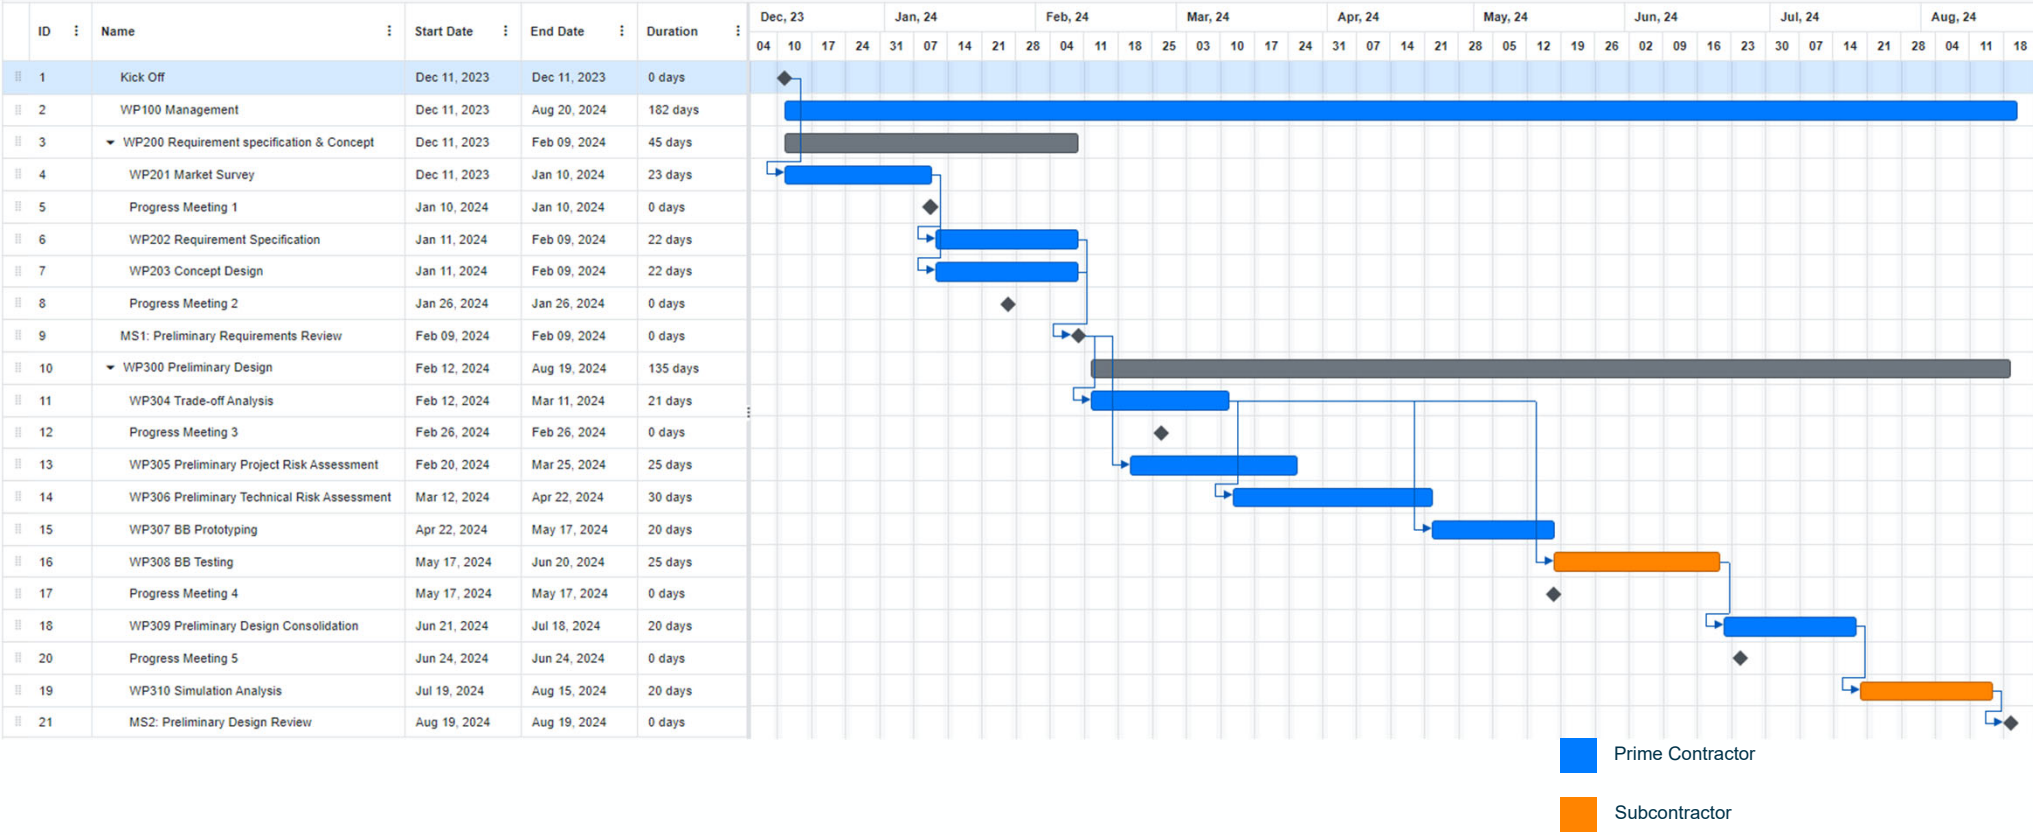 ID Name Start Date End Date Duration Dec, 23 Jan, 24 Feb, 24 Mar, 24 Apr, 24 May, 24 Jun, 24 Jul, 24 Aug, 24
04 10 17 24 31 07 14 21 28 04 11 18 25 03 10 17 24 31 07 14 21 28 05 12 19 26 02 09 16 23 30 07 14 21 28 04 11 18
1 Kick Off Dec 11, 2023 Dec 11, 2023 0 days
2 WP100 Management Dec 11, 2023 Aug 20, 2024 182 days
3 WP200 Requirement specification & Concept Dec 11, 2023 Feb 09, 2024 45 days
4 WP201 Market Survey Dec 11, 2023 Jan 10, 2024 23 days
5 Progress Meeting 1 Jan 10, 2024 Jan 10, 2024 0 days
6 WP202 Requirement Specification Jan 11, 2024 Feb 09, 2024 22 days
7 WP203 Concept Design Jan 11, 2024 Feb 09, 2024 22 days
8 Progress Meeting 2 Jan 26, 2024 Jan 26, 2024 0 days
9 MS1: Preliminary Requirements Review Feb 09, 2024 Feb 09, 2024 0 days
10 WP300 Preliminary Design Feb 12, 2024 Aug 19, 2024 135 days
11 WP304 Trade-off Analysis Feb 12, 2024 Mar 11, 2024 21 days
12 Progress Meeting 3 Feb 26, 2024 Feb 26, 2024 0 days
13 WP305 Preliminary Project Risk Assessment Feb 20, 2024 Mar 25, 2024 25 days
14 WP306 Preliminary Technical Risk Assessment Mar 12, 2024 Apr 22, 2024 30 days
15 WP307 BB Prototyping Apr 22, 2024 May 17, 2024 20 days
16 WP308 BB Testing May 17, 2024 Jun 20, 2024 25 days
17 Progress Meeting 4 May 17, 2024 May 17, 2024 0 days
18 WP309 Preliminary Design Consolidation Jun 21, 2024 Jul 18, 2024 20 days
20 Progress Meeting 5 Jun 24, 2024 Jun 24, 2024 0 days
19 WP310 Simulation Analysis Jul 19, 2024 Aug 15, 2024 20 days
21 MS2: Preliminary Design Review Aug 19, 2024 Aug 19, 2024 0 days
Prime Contractor
Subcontractor